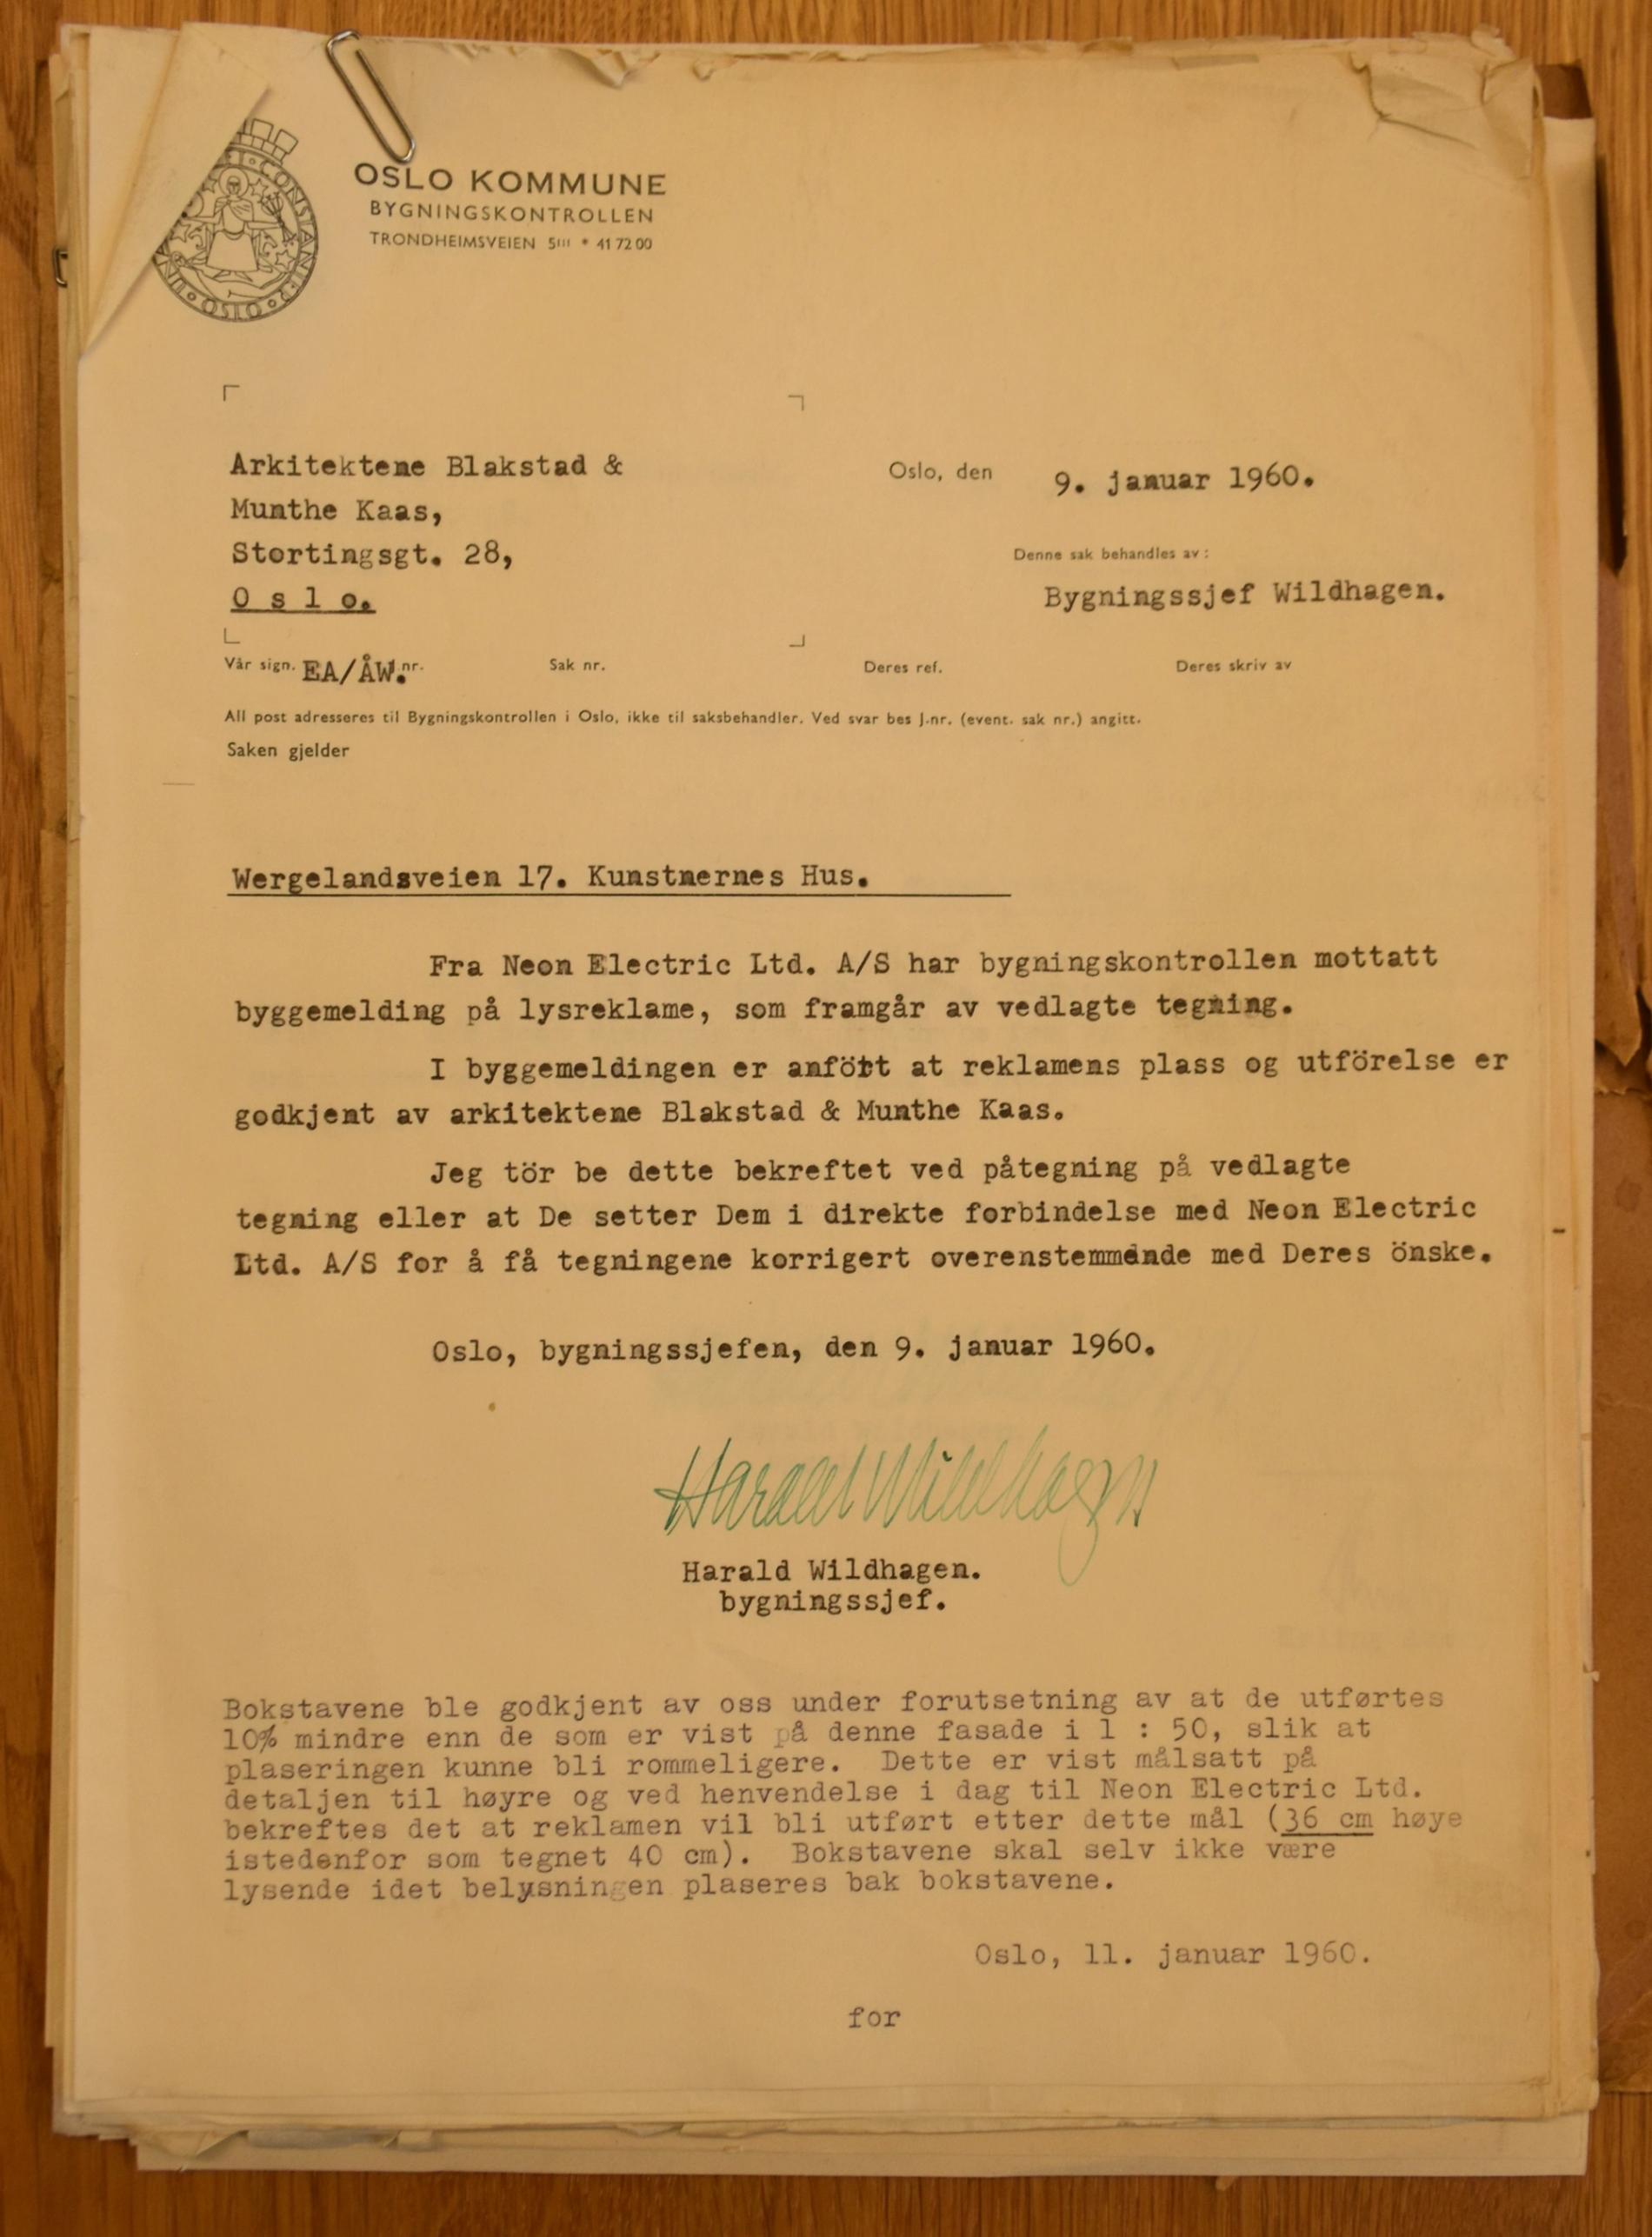 OSLO KOMMUNE
BYGNINGSKONTROLLEN
TRONDHEIMSVEIEN 5III * 41 72 00
OSLO
Arkitektene Blakstad &
Munthe Kaas,
Stortingsgt. 28,
O s l o.
Oslo, den 9. januar 1960.
Denne sak behandles av:
Bygningssjef Wildhagen.
Vår sign. EA/ÅW. nr. Sak nr. Deres ref. Deres skriv av
All post adresseres til Bygningskontrollen i Oslo, ikke til saksbehandler. Ved svar bes J.nr. (event. sak nr.) angitt.
Saken gjelder
Wergelandsveien 17. Kunstnernes Hus.
Fra Neon Electric Ltd. A/S har bygningskontrollen mottatt
byggemelding på lysreklame, som framgår av vedlagte tegning.
I byggemeldingen er anfört at reklamens plass og utförelse er
godkjent av arkitektene Blakstad & Munthe Kaas.
Jeg tör be dette bekreftet ved påtegning på vedlagte
tegning eller at De setter Dem i direkte forbindelse med Neon Electric
Ltd. A/S for å få tegningene korrigert overenstemmende med Deres önske.
Oslo, bygningssjefen, den 9. januar 1960.
Harald Wildhagen
Harald Wildhagen.
bygningssjef.
Bokstavene ble godkjent av oss under forutsetning av at de utførtes
10% mindre enn de som er vist på denne fasade i 1 : 50, slik at
plaseringen kunne bli rommeligere. Dette er vist målsatt på
detaljen til høyre og ved henvendelse i dag til Neon Electric Ltd.
bekreftes det at reklamen vil bli utført etter dette mål (36 cm høye
istedenfor som tegnet 40 cm). Bokstavene skal selv ikke være
lysende idet belysningen plaseres bak bokstavene.
Oslo, 11. januar 1960.
for